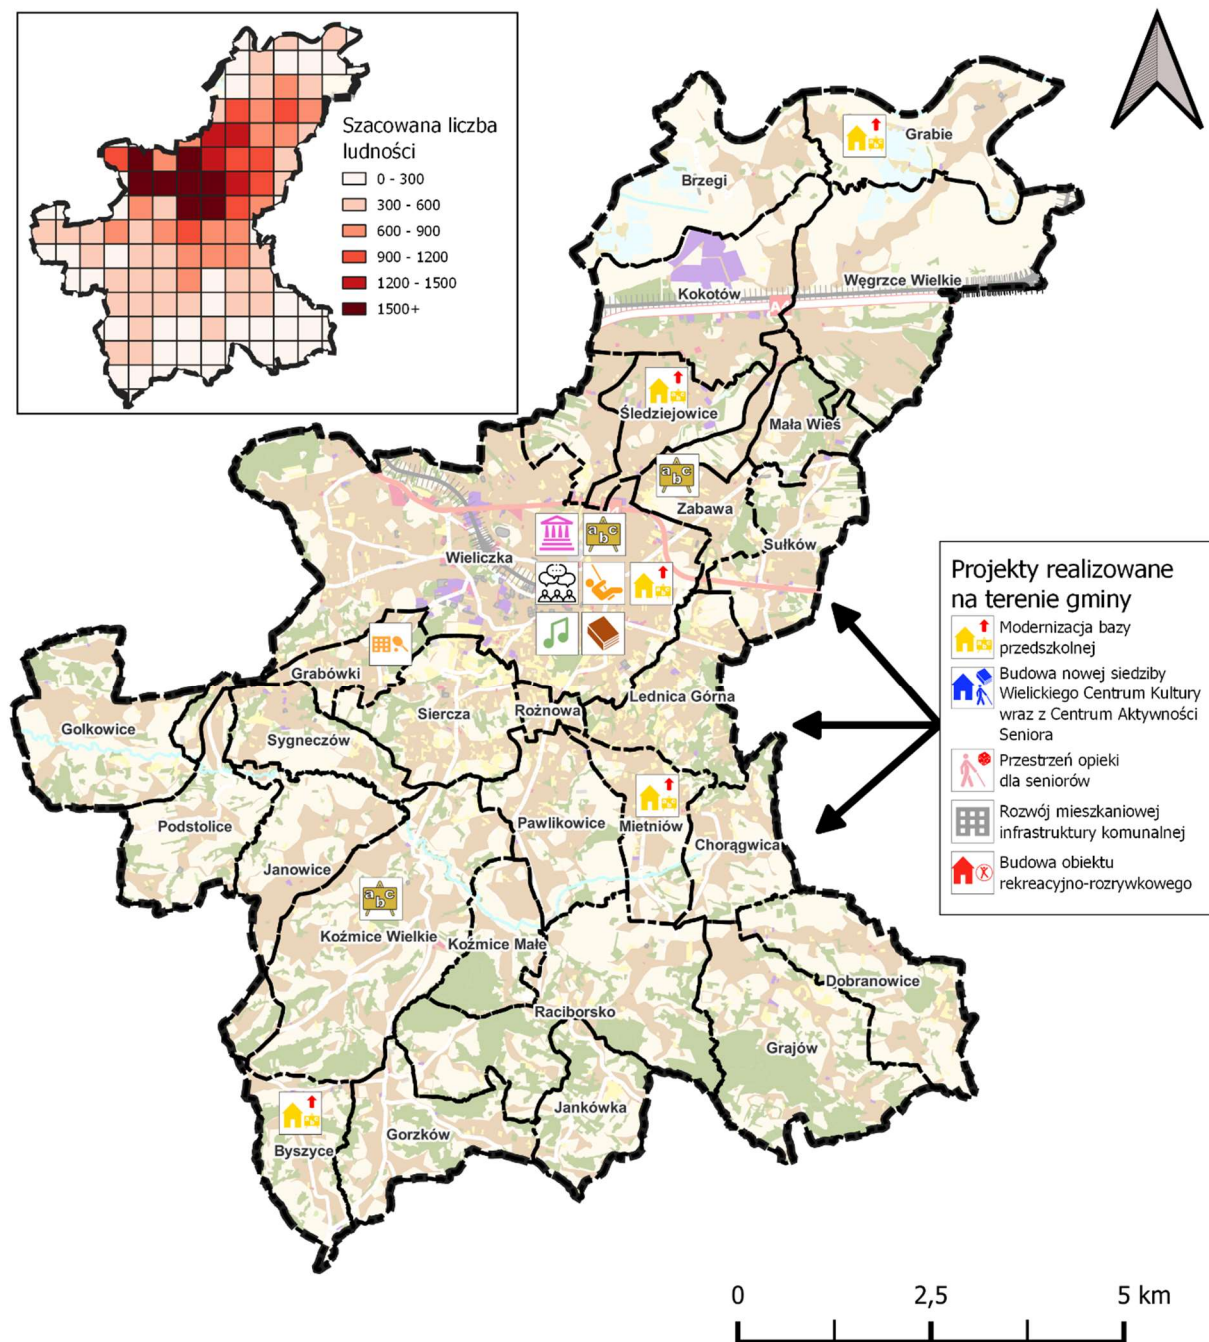 Szacowana liczba
ludności
0 - 300
300 - 600
600 - 900
900 - 1200
1200 - 1500
1500+
Grabie
Brzegi
Węgrzce Wielkie
Kokotów
A4
Śledziejowice
Mała Wieś
a b c
Zabawa
a b c
Sułków
Wieliczka
Grabówki
Lednica Górna
Siercza
Rożnowa
Golkowice
Sygneczów
Podstolice
Pawlikowice
Mietniów
Chorągwica
Janowice
a b c
Koźmice Wielkie
Koźmice Małe
Dobranowice
Raciborsko
Grajów
Jankówka
Gorzków
Byszyce
Projekty realizowane
na terenie gminy
Modernizacja bazy
przedszkolnej
Budowa nowej siedziby
Wielickiego Centrum Kultury
wraz z Centrum Aktywności
Seniora
Przestrzeń opieki
dla seniorów
Rozwój mieszkaniowej
infrastruktury komunalnej
Budowa obiektu
rekreacyjno-rozrywkowego
0 2,5 5 km